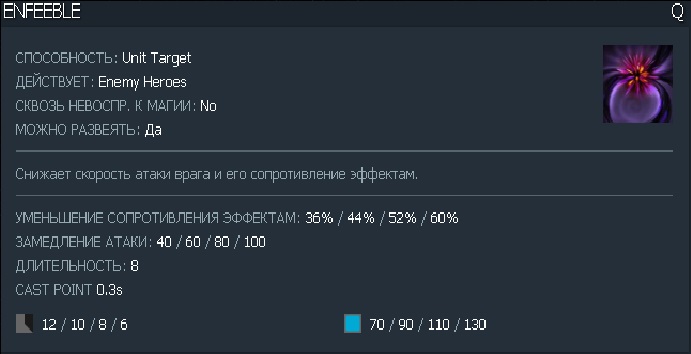 ENFEEBLE Q
СПОСОБНОСТЬ: Unit Target
ДЕЙСТВУЕТ: Enemy Heroes
СКВОЗЬ НЕВОСПР. К МАГИИ: No
МОЖНО РАЗВЕЯТЬ: Да
Снижает скорость атаки врага и его сопротивление эффектам.
УМЕНЬШЕНИЕ СОПРОТИВЛЕНИЯ ЭФФЕКТАМ: 36% / 44% / 52% / 60%
ЗАМЕДЛЕНИЕ АТАКИ: 40 / 60 / 80 / 100
ДЛИТЕЛЬНОСТЬ: 8
CAST POINT 0.3s
12 / 10 / 8 / 6 70 / 90 / 110 / 130